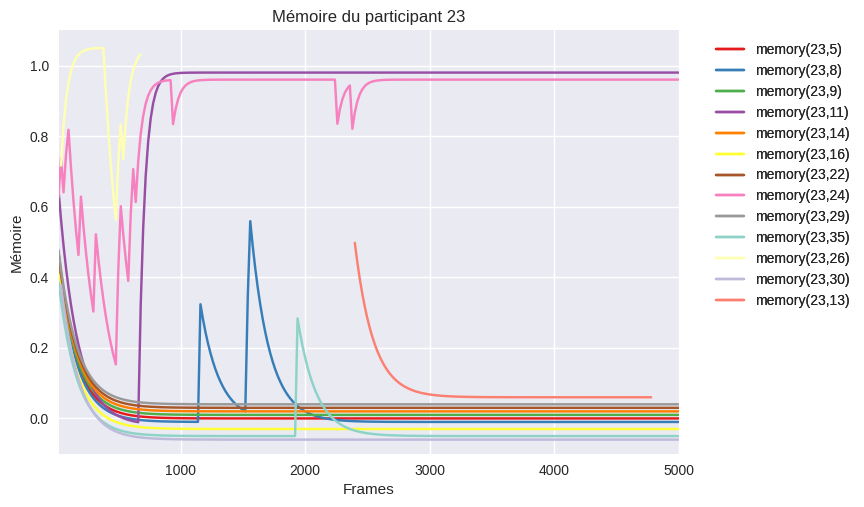 Mémoire du participant 23
1.0
0.8
0.6
0.4
0.2
0.0
Mémoire
1000
2000
3000
4000
5000
Frames
memory(23,5)
memory(23,8)
memory(23,9)
memory(23,11)
memory(23,14)
memory(23,16)
memory(23,22)
memory(23,24)
memory(23,29)
memory(23,35)
memory(23,26)
memory(23,30)
memory(23,13)